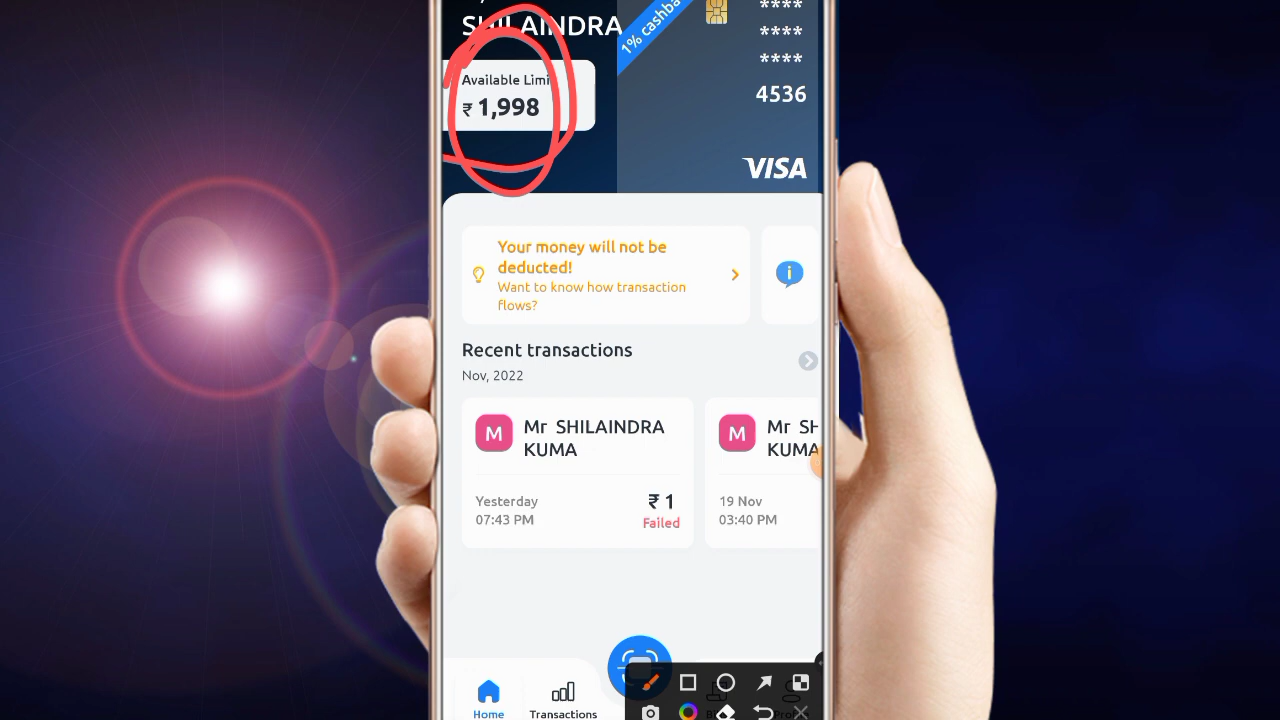 SHILAINDRA
1% cashba
****
****
****
4536
Available Limi
₹ 1,998
VISA
Your money will not be
deducted!
Want to know how transaction
flows?
i
Recent transactions
Nov, 2022
M
Mr SHILAINDRA
KUMA
Yesterday
07:43 PM
₹ 1
Failed
M
Mr SH
KUMA
19 Nov
03:40 PM
Home
Transactions